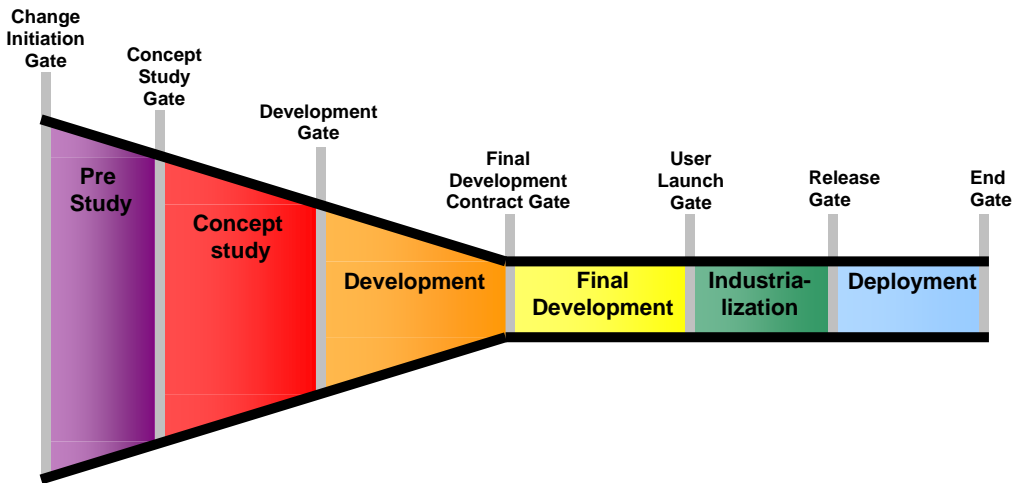 Change
Initiation
Gate
Concept
Study
Gate
Development
Gate
Final
Development
Contract Gate
User
Launch
Gate
Release
Gate
End
Gate
Pre
Study
Concept
study
Development
Final
Development
Industria-
lization
Deployment